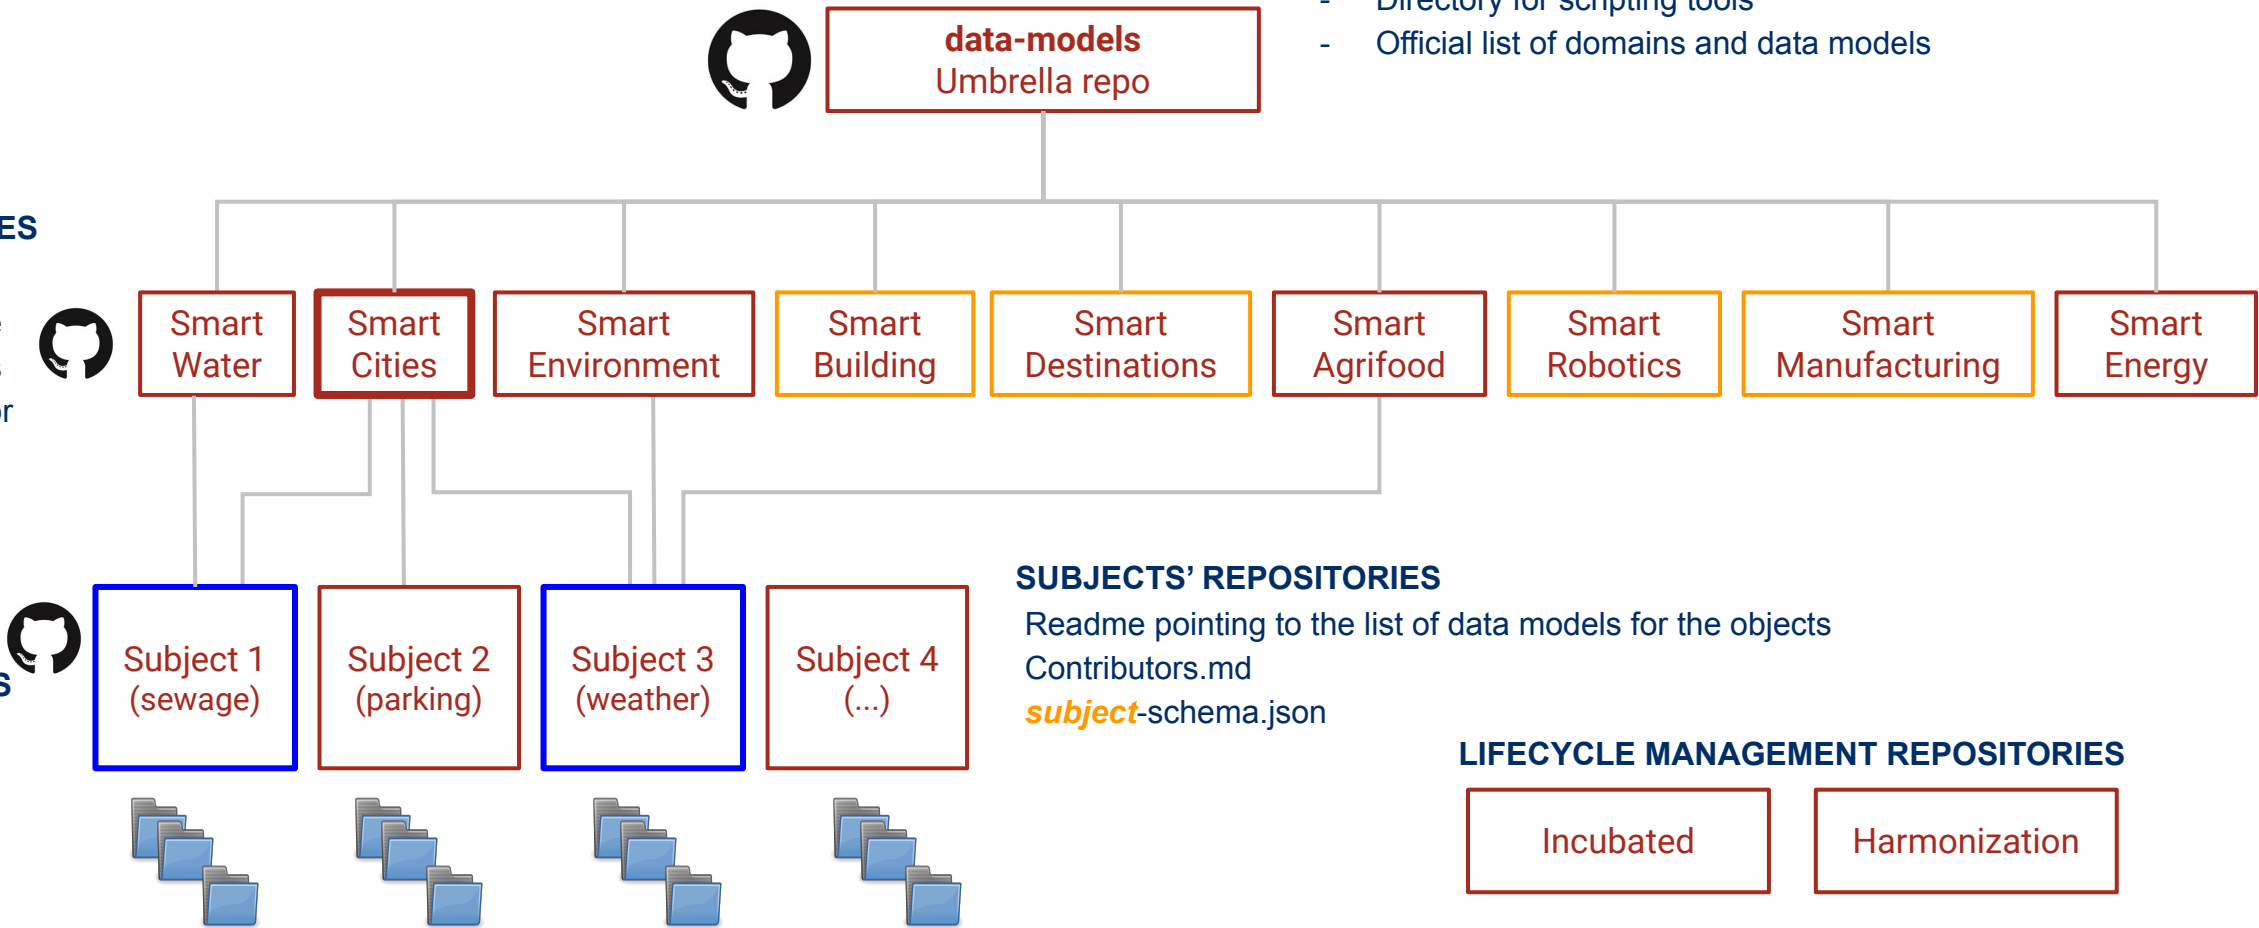 - Directory for scripting tools
- Official list of domains and data models
data-models
Umbrella repo
ES
Smart
Water
Smart
Cities
Smart
Environment
Smart
Building
Smart
Destinations
Smart
Agrifood
Smart
Robotics
Smart
Manufacturing
Smart
Energy
or
Subject 1
(sewage)
Subject 2
(parking)
Subject 3
(weather)
Subject 4
(...)
S
SUBJECTS’ REPOSITORIES
Readme pointing to the list of data models for the objects
Contributors.md
subject-schema.json
LIFECYCLE MANAGEMENT REPOSITORIES
Incubated
Harmonization